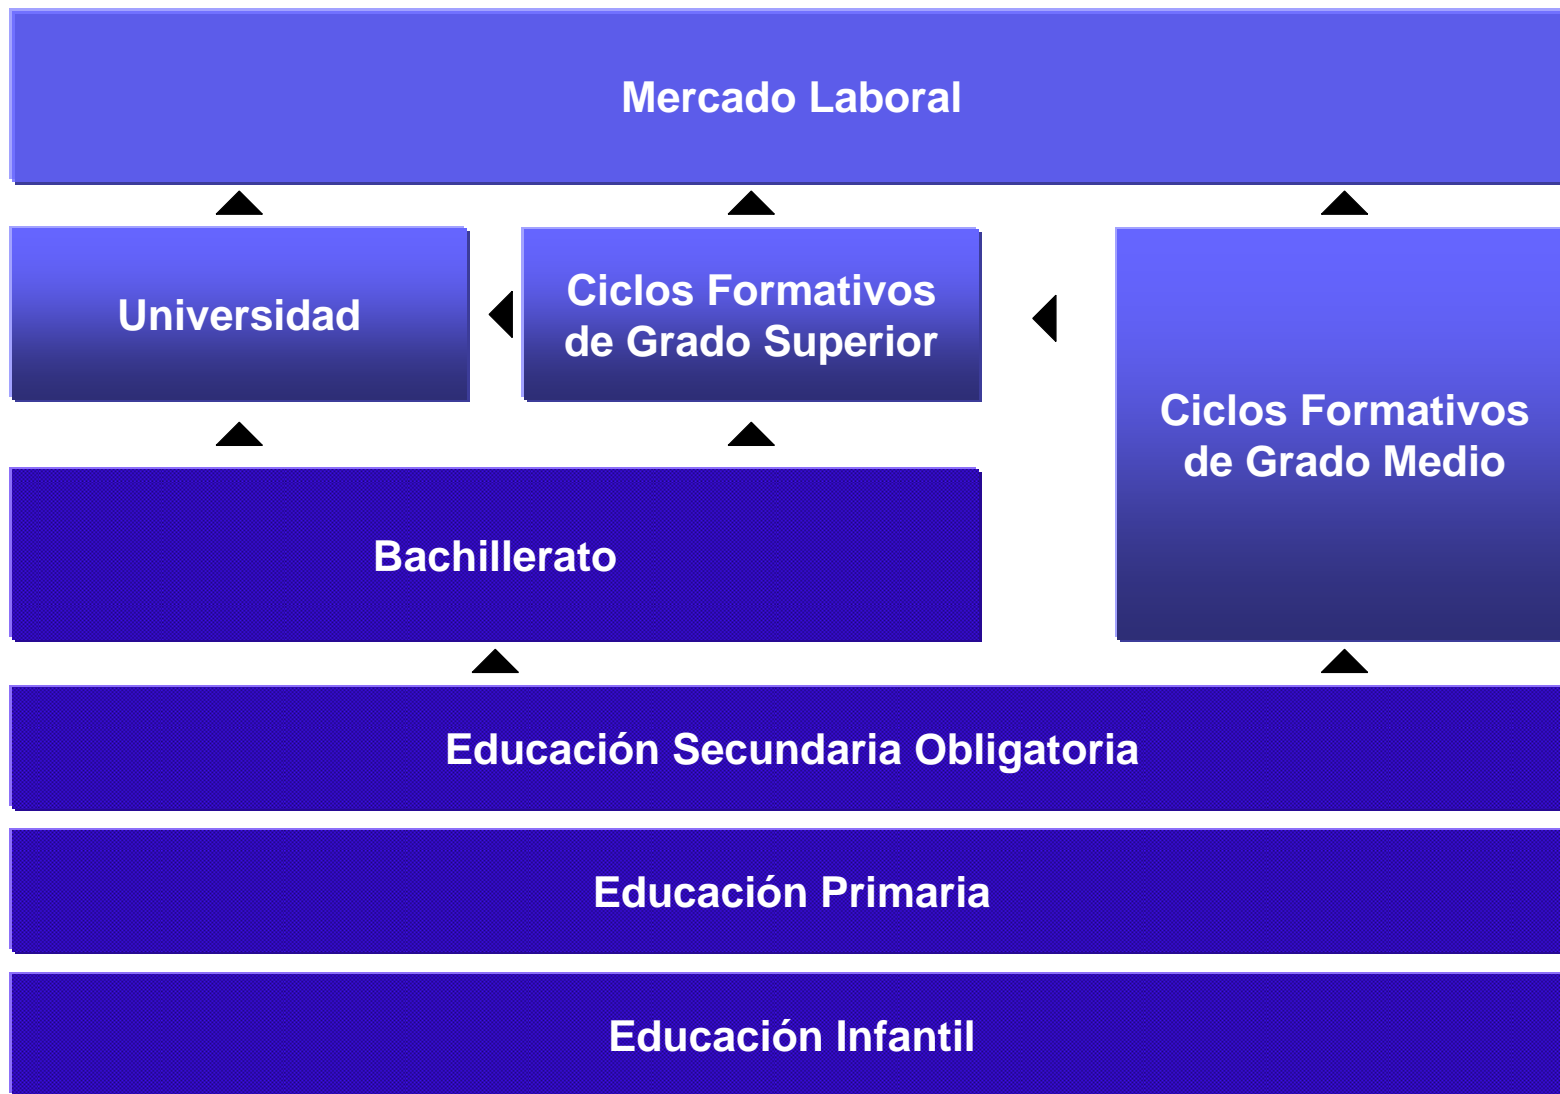 Mercado Laboral
Universidad
Ciclos Formativos
de Grado Superior
Ciclos Formativos
de Grado Medio
Bachillerato
Educación Secundaria Obligatoria
Educación Primaria
Educación Infantil